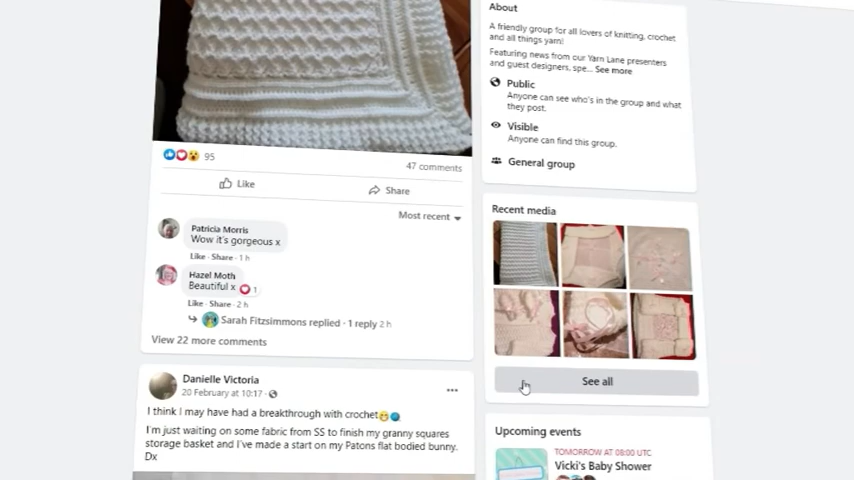 95
47 comments
Like
Share
Most recent
Patricia Morris
Wow it's gorgeous x
Like · Share · 1 h
Hazel Moth
Beautiful x
1
Like · Share · 2 h
Sarah Fitzsimmons replied · 1 reply 2 h
View 22 more comments
Danielle Victoria
20 February at 10:17 ·
I think I may have had a breakthrough with crochet
I'm just waiting on some fabric from SS to finish my granny squares
storage basket and I've made a start on my Patons flat bodied bunny.
Dx
About
A friendly group for all lovers of knitting, crochet
and all things yarn!
Featuring news from our Yarn Lane presenters
and guest designers, spe... See more
Public
Anyone can see who's in the group and what
they post.
Visible
Anyone can find this group.
General group
Recent media
See all
Upcoming events
TOMORROW AT 08:00 UTC
Vicki's Baby Shower